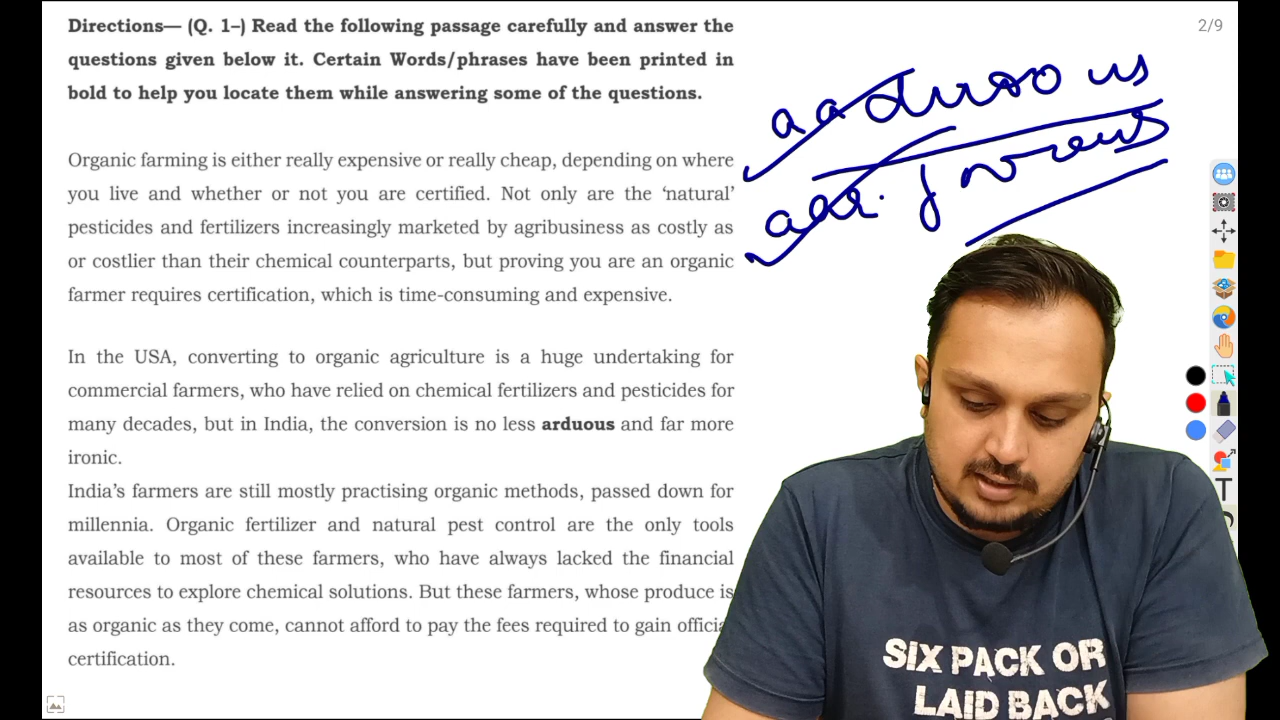 Directions— (Q. 1–) Read the following passage carefully and answer the
questions given below it. Certain Words/phrases have been printed in
bold to help you locate them while answering some of the questions.
Organic farming is either really expensive or really cheap, depending on where
you live and whether or not you are certified. Not only are the ‘natural’
pesticides and fertilizers increasingly marketed by agribusiness as costly as
or costlier than their chemical counterparts, but proving you are an organic
farmer requires certification, which is time-consuming and expensive.
In the USA, converting to organic agriculture is a huge undertaking for
commercial farmers, who have relied on chemical fertilizers and pesticides for
many decades, but in India, the conversion is no less arduous and far more
ironic.
India’s farmers are still mostly practising organic methods, passed down for
millennia. Organic fertilizer and natural pest control are the only tools
available to most of these farmers, who have always lacked the financial
resources to explore chemical solutions. But these farmers, whose produce is
as organic as they come, cannot afford to pay the fees required to gain officia
certification.
2/9
T
SIX PACK OR
LAID BACK